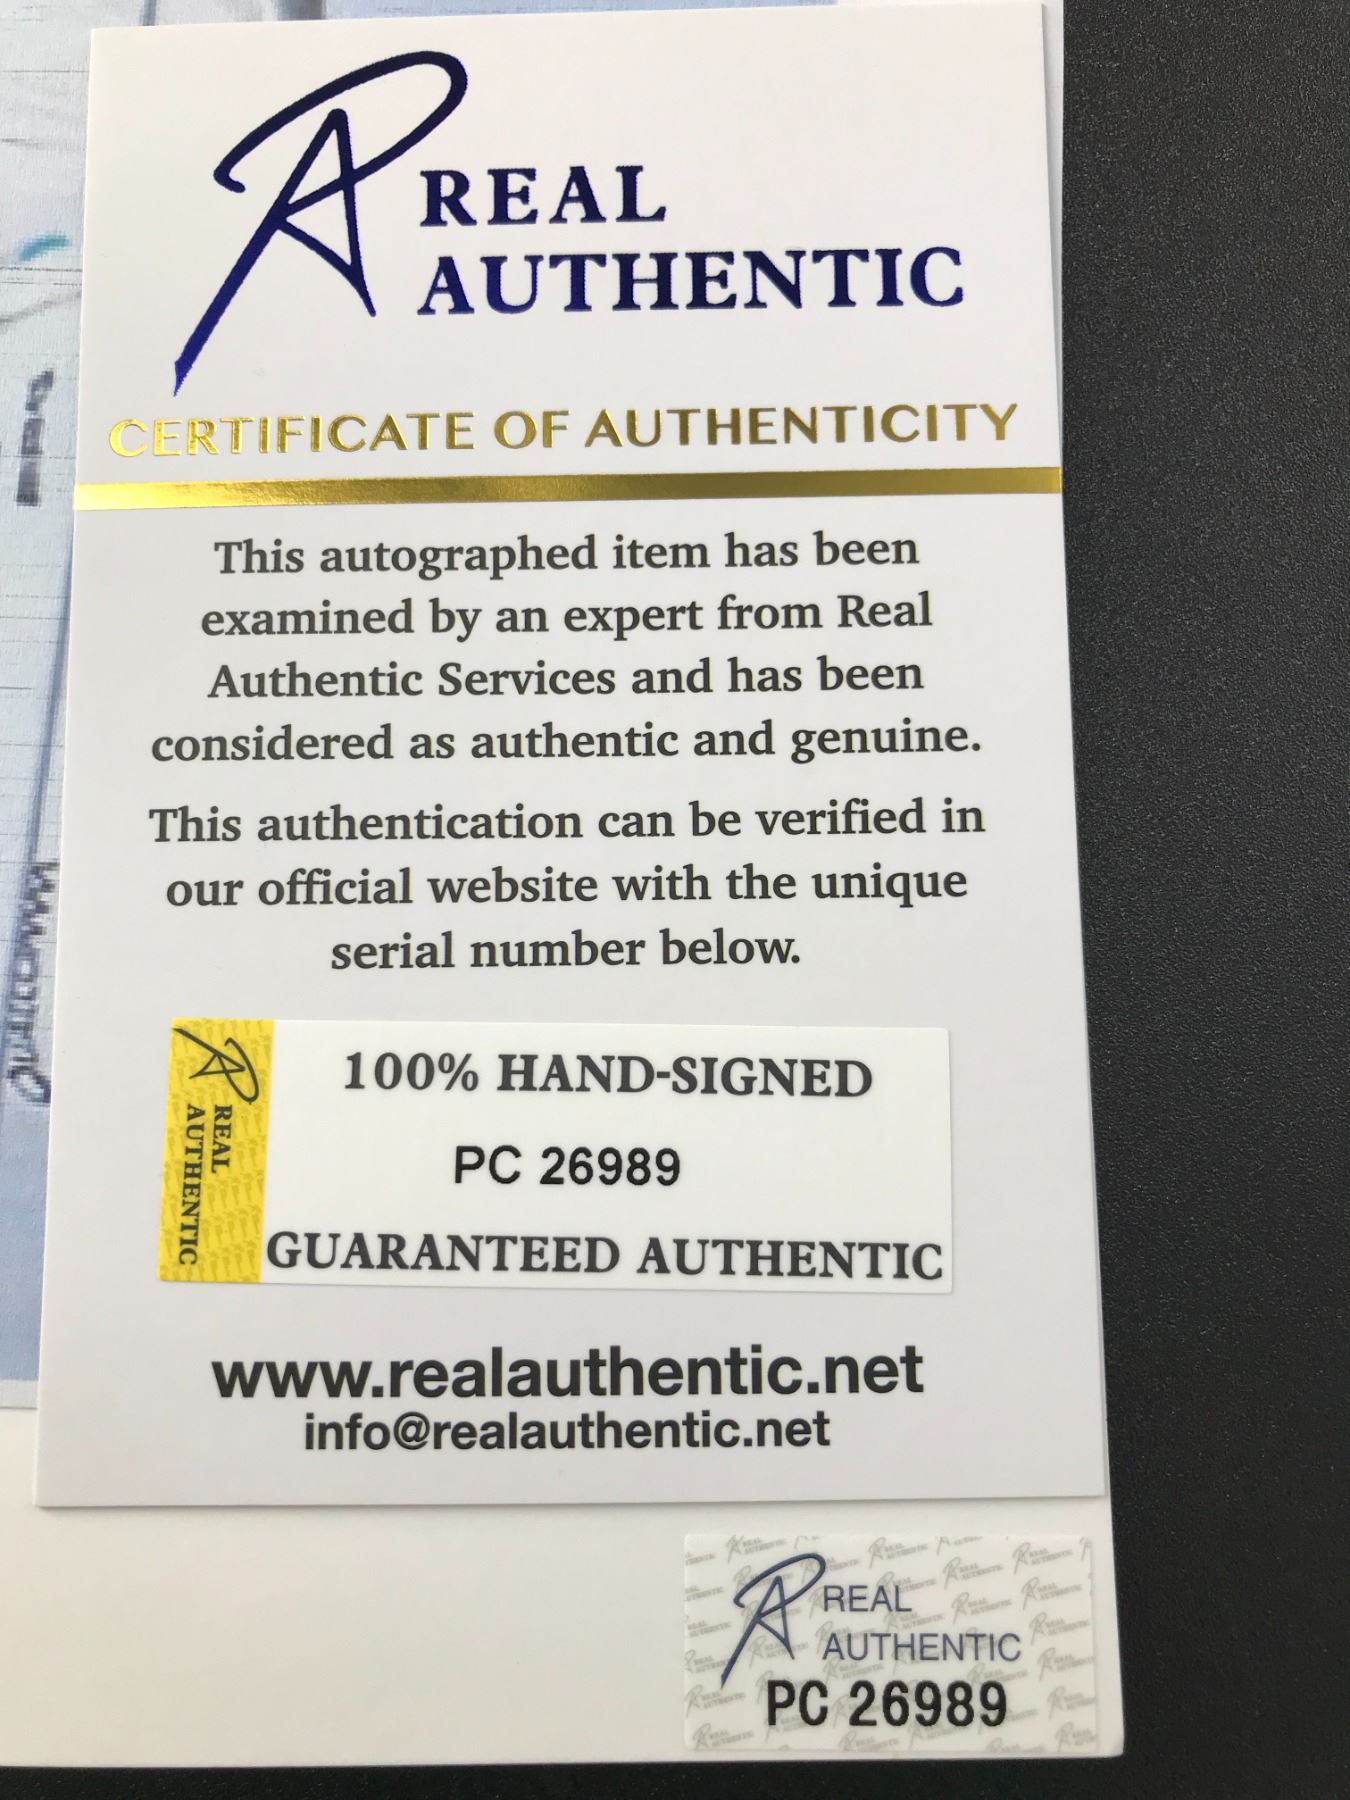 REAL
AUTHENTIC
CERTIFICATE OF AUTHENTICITY
This autographed item has been
examined by an expert from Real
Authentic Services and has been
considered as authentic and genuine.
This authentication can be verified in
our official website with the unique
serial number below.
REAL
AUTHENTIC
100% HAND-SIGNED
PC 26989
GUARANTEED AUTHENTIC
www.realauthentic.net
info@realauthentic.net
REAL
AUTHENTIC
PC 26989